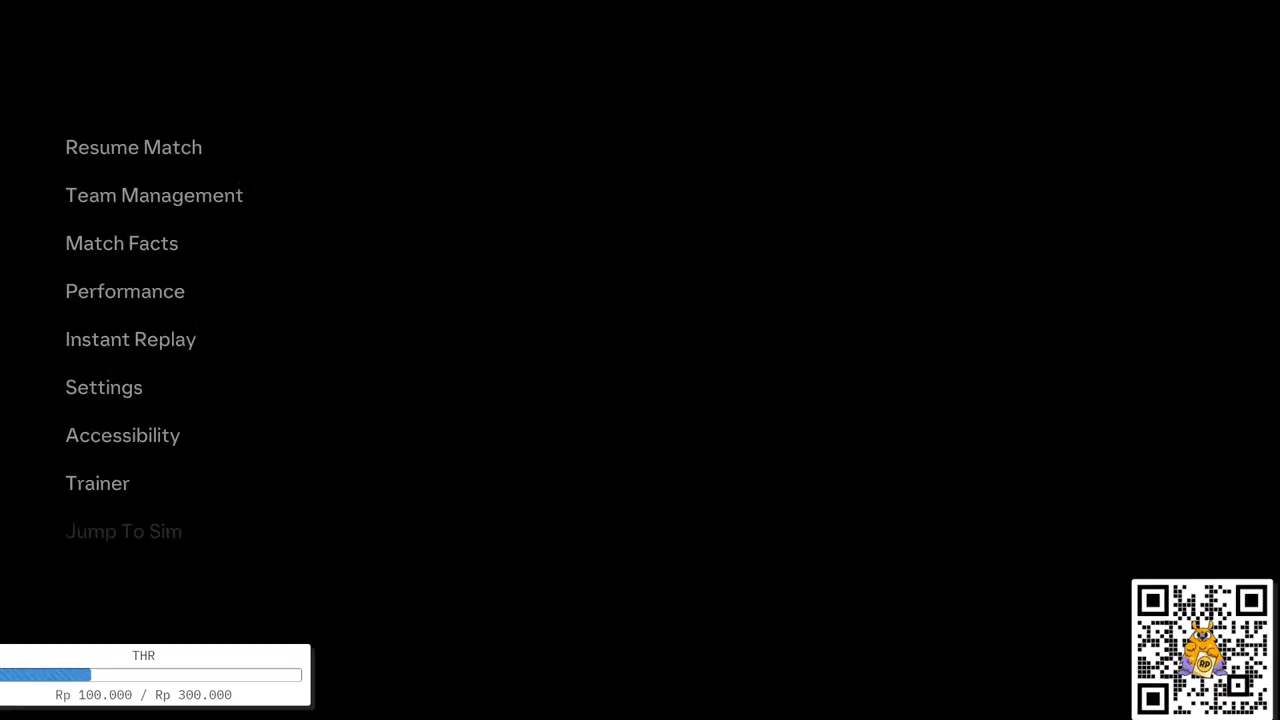 Resume Match
Team Management
Match Facts
Performance
Instant Replay
Settings
Accessibility
Trainer
Jump To Sim
THR
Rp 100.000 / Rp 300.000
RP